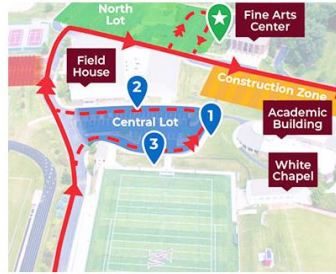 North
Lot
Fine Arts
Center
Field
House
Construction Zone
2
1
Central Lot
Academic
Building
3
White
Chapel
M